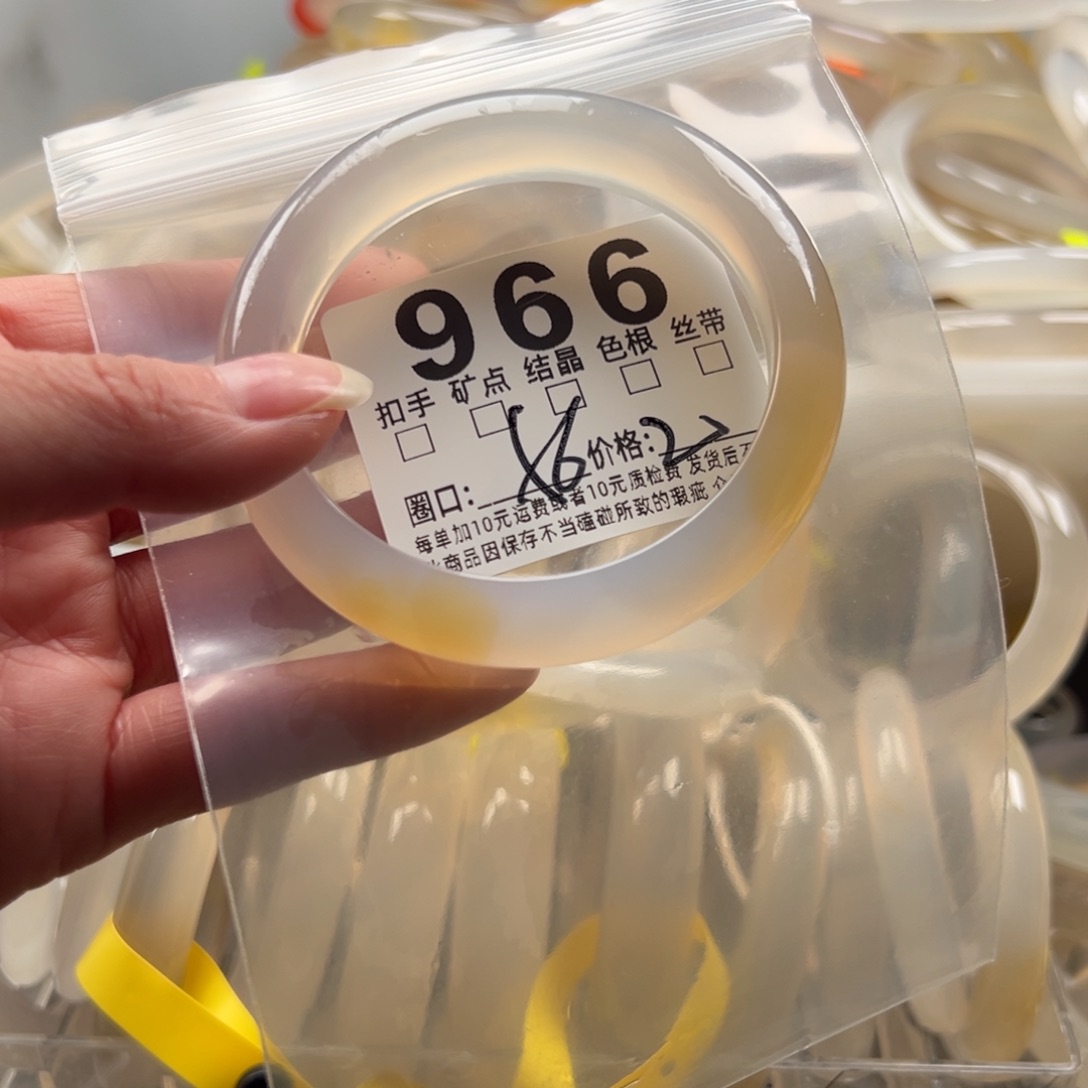 966
扣手 矿点 结晶 色根 丝带
圈口: 价格:
每单加10元运费或者10元质检费 发货后
商品因保存不当磕碰所致的瑕疵